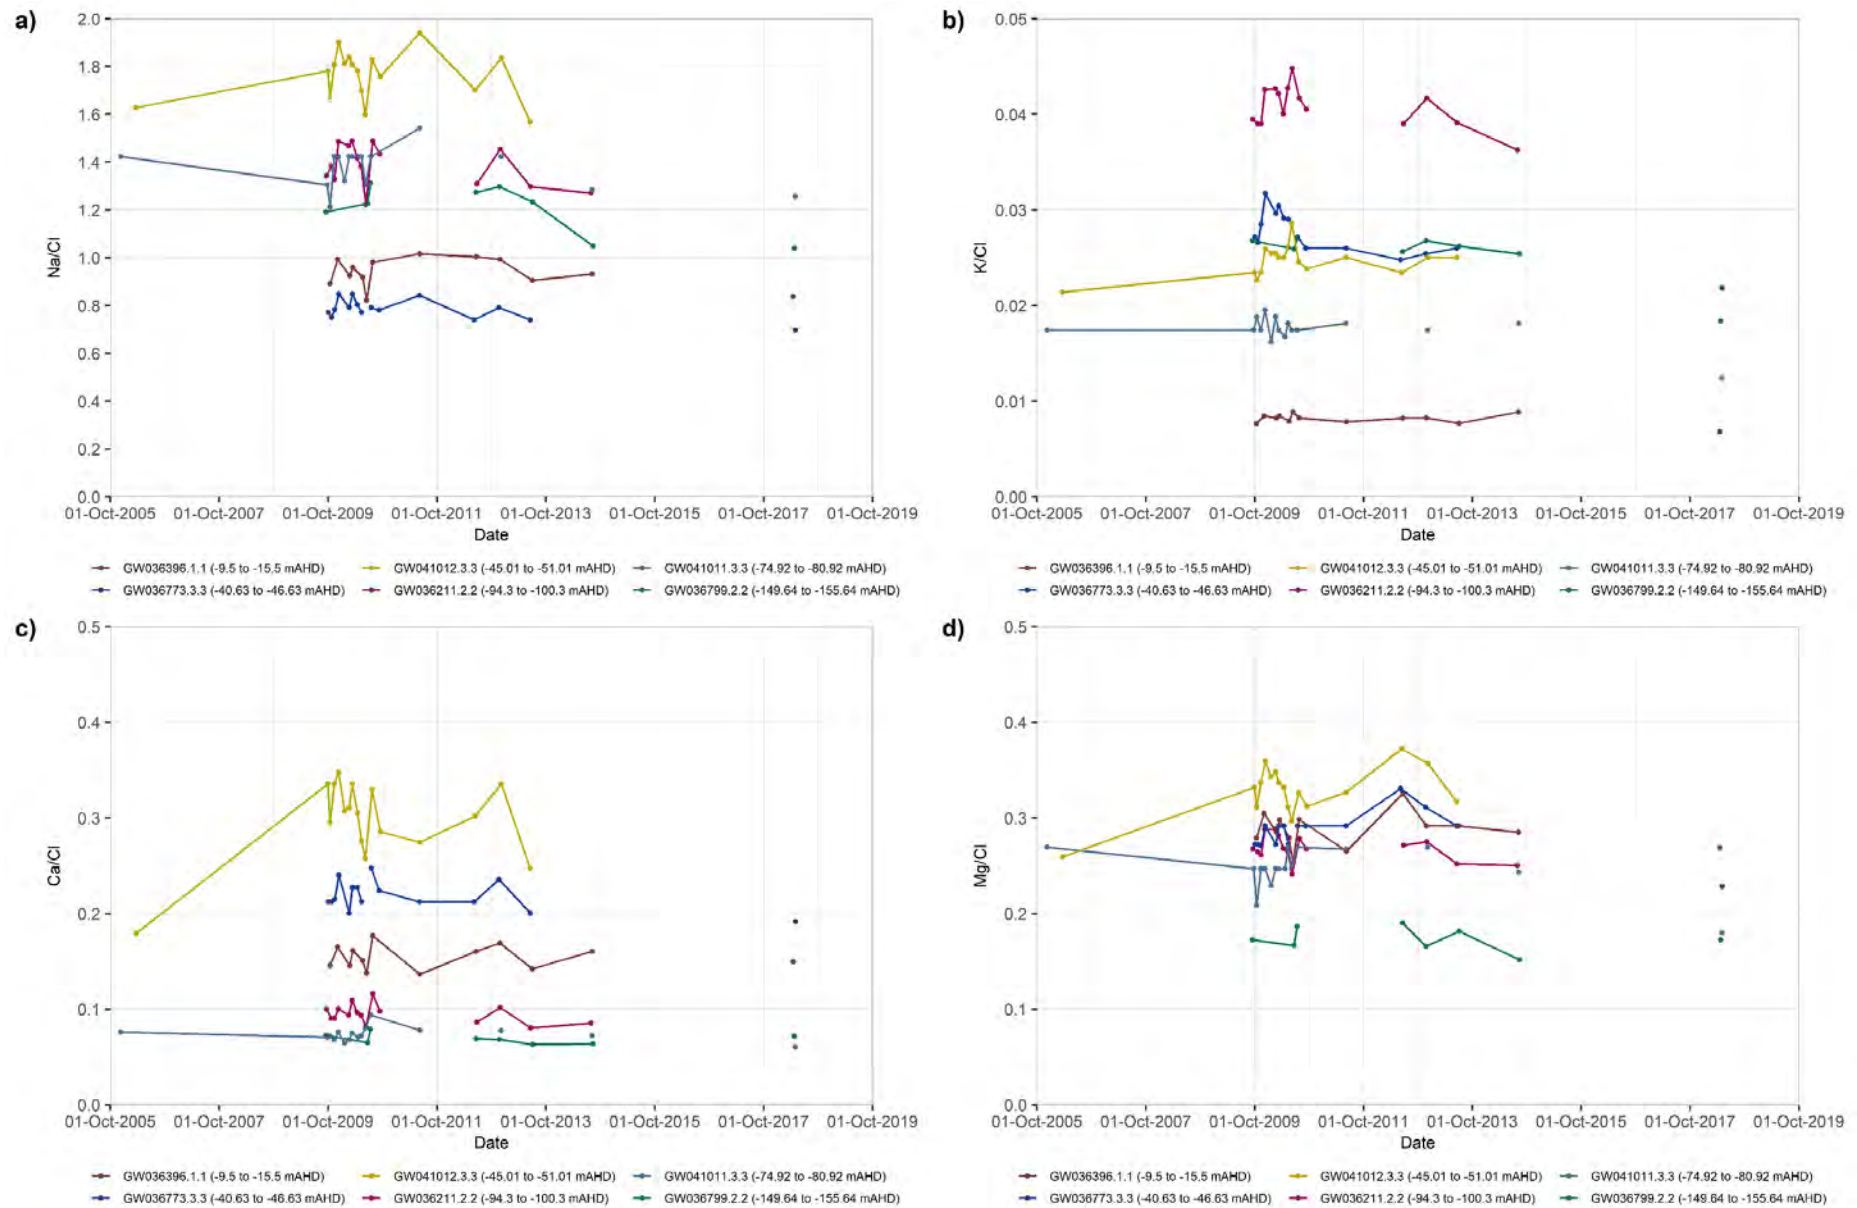 a)
2.0
1.8
1.6
1.4
1.2
1.0
0.8
0.6
0.4
0.2
0.0
Na/Cl
01-Oct-2005 01-Oct-2007 01-Oct-2009 01-Oct-2011 01-Oct-2013 01-Oct-2015 01-Oct-2017 01-Oct-2019
Date
GW036396.1.1 (-9.5 to -15.5 mAHD) GW041012.3.3 (-45.01 to -51.01 mAHD) GW041011.3.3 (-74.92 to -80.92 mAHD)
GW036773.3.3 (-40.63 to -46.63 mAHD) GW036211.2.2 (-94.3 to -100.3 mAHD) GW036799.2.2 (-149.64 to -155.64 mAHD)
b)
0.05
0.04
0.03
0.02
0.01
0.00
K/Cl
01-Oct-2005 01-Oct-2007 01-Oct-2009 01-Oct-2011 01-Oct-2013 01-Oct-2015 01-Oct-2017 01-Oct-2019
Date
GW036396.1.1 (-9.5 to -15.5 mAHD) GW041012.3.3 (-45.01 to -51.01 mAHD) GW041011.3.3 (-74.92 to -80.92 mAHD)
GW036773.3.3 (-40.63 to -46.63 mAHD) GW036211.2.2 (-94.3 to -100.3 mAHD) GW036799.2.2 (-149.64 to -155.64 mAHD)
c)
0.5
0.4
0.3
0.2
0.1
0.0
Ca/Cl
01-Oct-2005 01-Oct-2007 01-Oct-2009 01-Oct-2011 01-Oct-2013 01-Oct-2015 01-Oct-2017 01-Oct-2019
Date
GW036396.1.1 (-9.5 to -15.5 mAHD) GW041012.3.3 (-45.01 to -51.01 mAHD) GW041011.3.3 (-74.92 to -80.92 mAHD)
GW036773.3.3 (-40.63 to -46.63 mAHD) GW036211.2.2 (-94.3 to -100.3 mAHD) GW036799.2.2 (-149.64 to -155.64 mAHD)
d)
0.5
0.4
0.3
0.2
0.1
0.0
Mg/Cl
01-Oct-2005 01-Oct-2007 01-Oct-2009 01-Oct-2011 01-Oct-2013 01-Oct-2015 01-Oct-2017 01-Oct-2019
Date
GW036396.1.1 (-9.5 to -15.5 mAHD) GW041012.3.3 (-45.01 to -51.01 mAHD) GW041011.3.3 (-74.92 to -80.92 mAHD)
GW036773.3.3 (-40.63 to -46.63 mAHD) GW036211.2.2 (-94.3 to -100.3 mAHD) GW036799.2.2 (-149.64 to -155.64 mAHD)